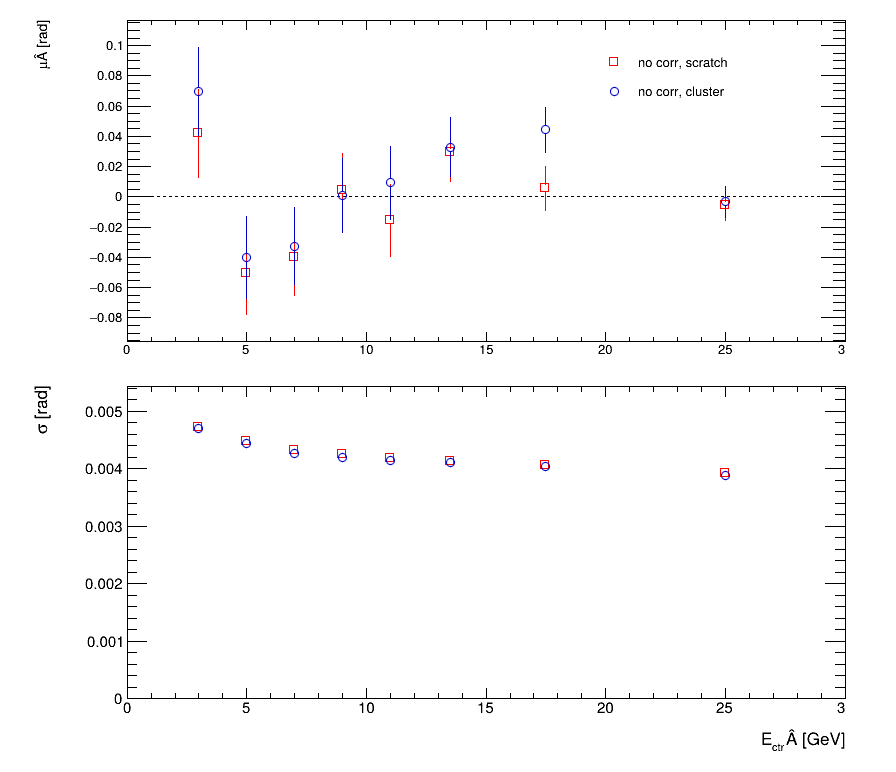 μÂ [rad]
0.1
0.08
0.06
0.04
0.02
0
−0.02
−0.04
−0.06
−0.08
no corr, scratch
no corr, cluster
0 5 10 15 20 25 3
σ [rad]
0.005
0.004
0.003
0.002
0.001
0
0 5 10 15 20 25 3
E_ctr Â [GeV]